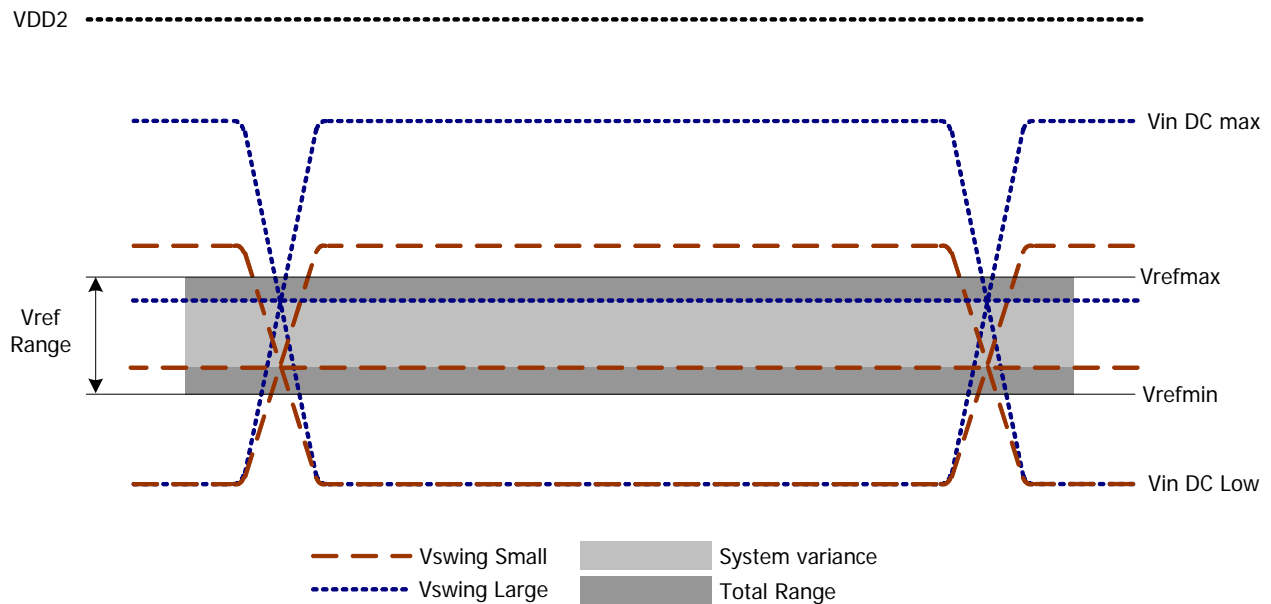 VDD2
Vin DC max
Vrefmax
Vref
Range
Vrefmin
Vin DC Low
Vswing Small
System variance
Vswing Large
Total Range